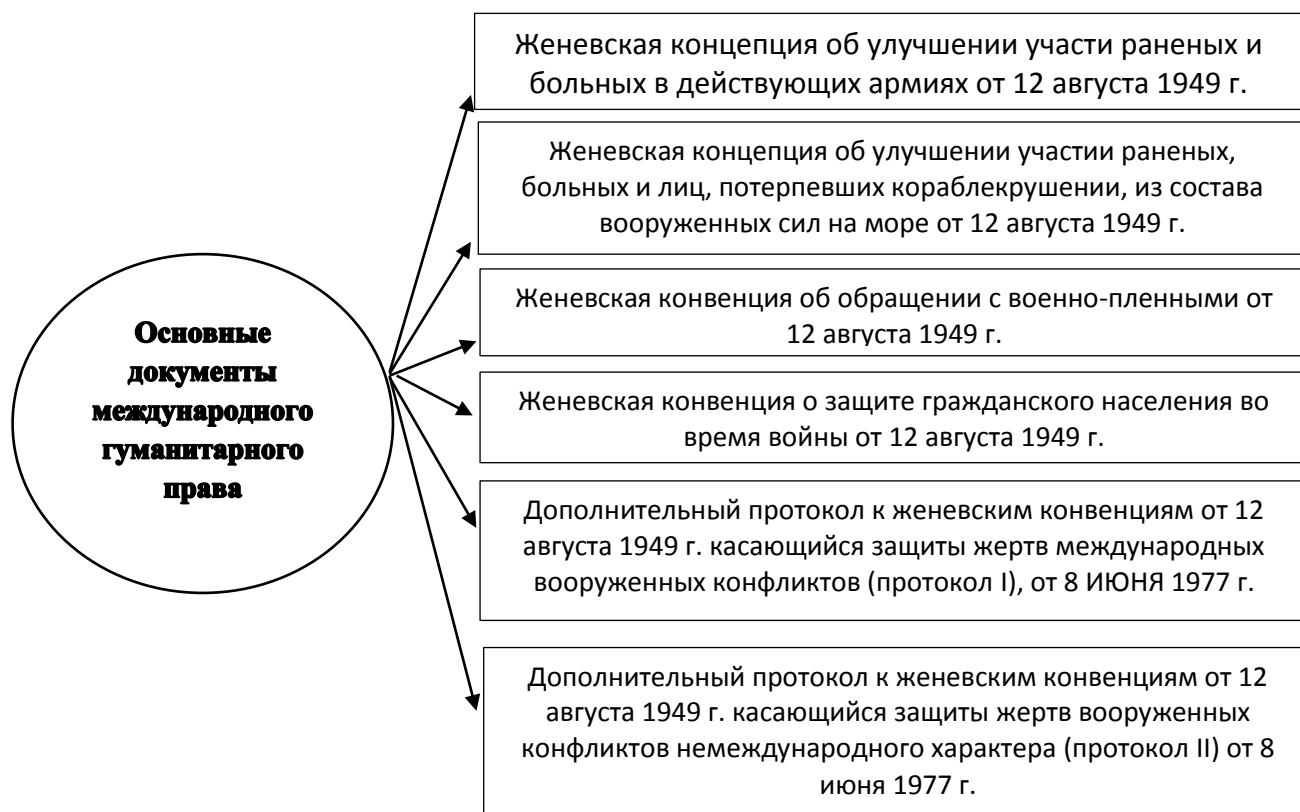 Основные
документы
международного
гуманитарного
права
Женевская концепция об улучшении участи раненых и
больных в действующих армиях от 12 августа 1949 г.
Женевская концепция об улучшении участии раненых,
больных и лиц, потерпевших кораблекрушении, из состава
вооруженных сил на море от 12 августа 1949 г.
Женевская конвенция об обращении с военно-пленными от
12 августа 1949 г.
Женевская конвенция о защите гражданского населения во
время войны от 12 августа 1949 г.
Дополнительный протокол к женевским конвенциям от 12
августа 1949 г. касающийся защиты жертв международных
вооруженных конфликтов (протокол I), от 8 ИЮНЯ 1977 г.
Дополнительный протокол к женевским конвенциям от 12
августа 1949 г. касающийся защиты жертв вооруженных
конфликтов немеждународного характера (протокол II) от 8
июня 1977 г.